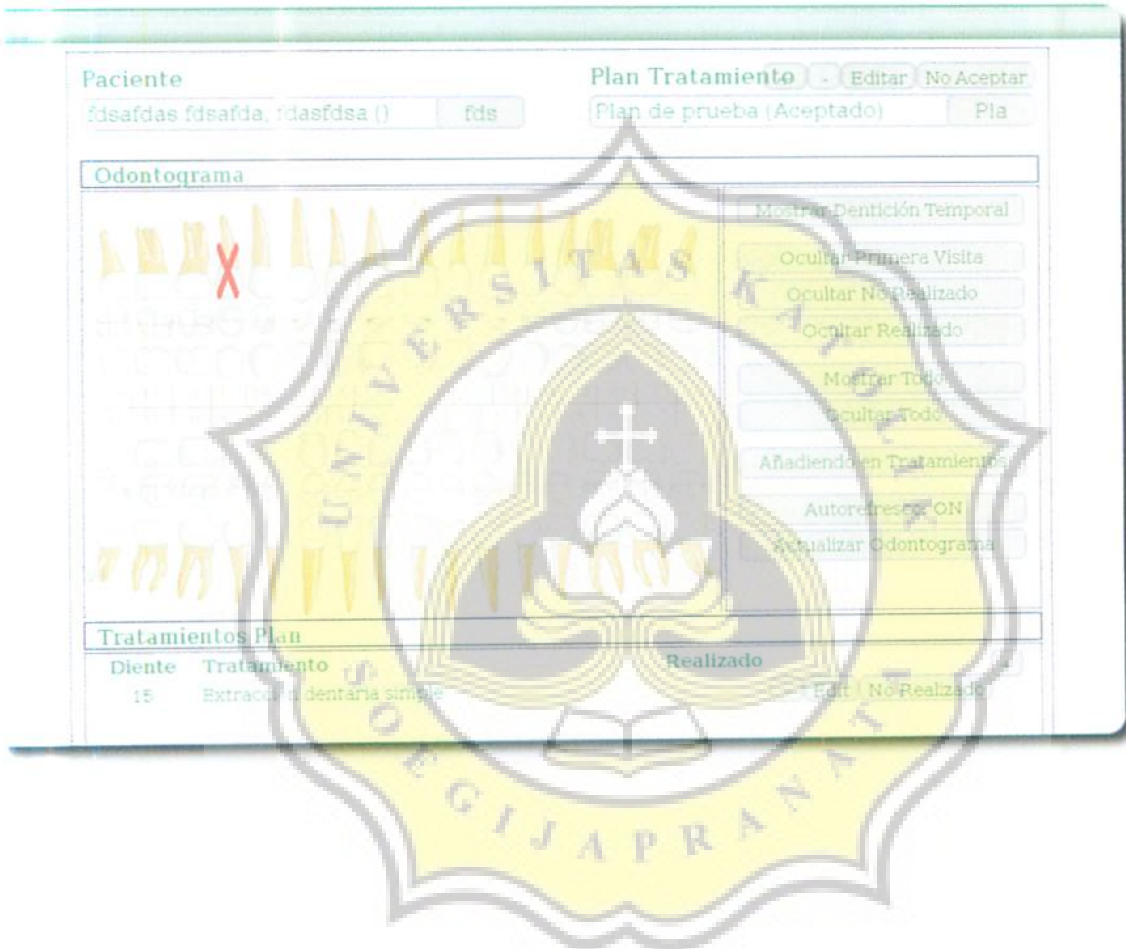 Paciente
Plan Tratamiento - Editar No Aceptar
fdsafdas fdsafda, fdasfdsa () fds
Plan de prueba (Aceptado) Pla
Odontograma
Mostrar Dentición Temporal
Ocultar Primera Visita
Ocultar No Realizado
Ocultar Realizado
Mostrar Todo
Ocultar Todo
Añadiendo en Tratamientos
Autorefresco: ON
Actualizar Odontograma
Tratamientos Plan
Diente Tratamiento Realizado
15 Extracción dentaria simple Edit No Realizado
UNIVERSITAS KATOLIK
SOEGIJAPRANATA